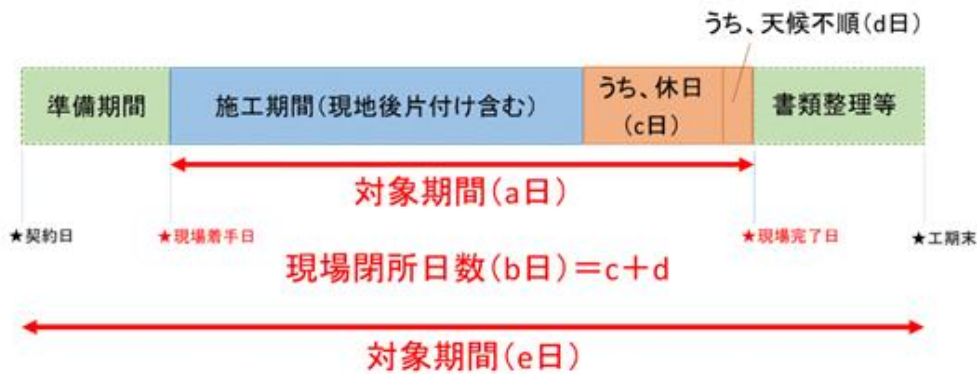 うち、天候不順(d日)
準備期間
施工期間(現地後片付け含む)
うち、休日
(c日)
書類整理等
対象期間(a日)
★契約日
★現場着手日
★現場完了日
★工期末
現場閉所日数(b日)=c+d
対象期間(e日)